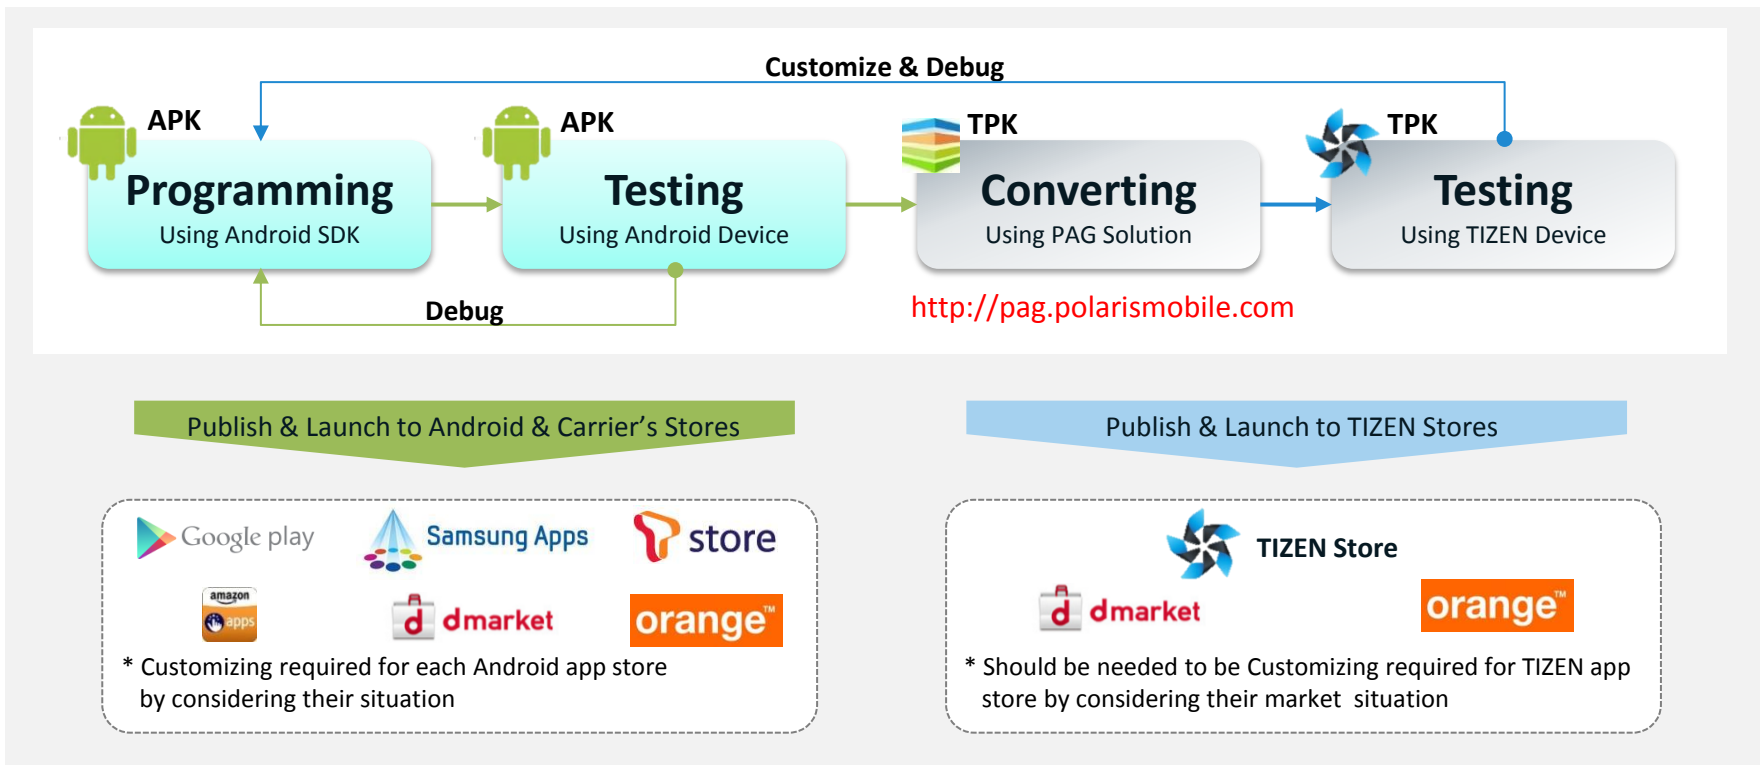 Customize & Debug
APK
APK
TPK
TPK
Programming
Using Android SDK
Testing
Using Android Device
Converting
Using PAG Solution
Testing
Using TIZEN Device
Debug
http://pag.polarismobile.com
Publish & Launch to Android & Carrier's Stores
Publish & Launch to TIZEN Stores
Google play
Samsung Apps
T store
amazon
apps
d dmarket
orange™
* Customizing required for each Android app store
by considering their situation
TIZEN Store
d dmarket
orange™
* Should be needed to be Customizing required for TIZEN app
store by considering their market situation